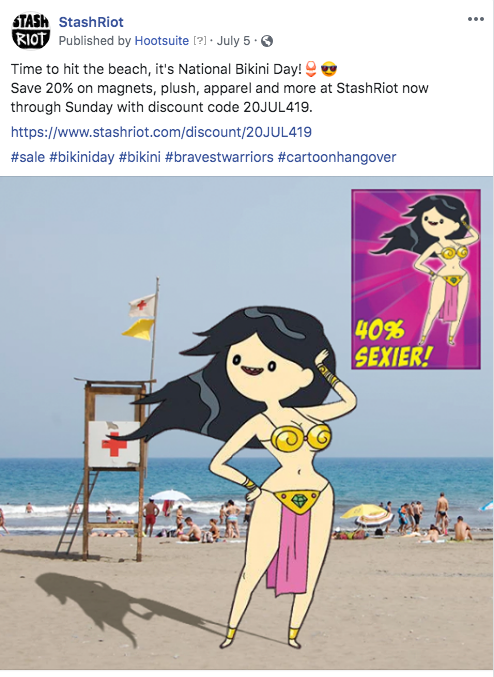 STASH
RIOT
StashRiot
Published by Hootsuite [?] · July 5 ·
Time to hit the beach, it's National Bikini Day!👙😎
Save 20% on magnets, plush, apparel and more at StashRiot now
through Sunday with discount code 20JUL419.
https://www.stashriot.com/discount/20JUL419
#sale #bikiniday #bikini #bravestwarriors #cartoonhangover
40%
SEXIER!